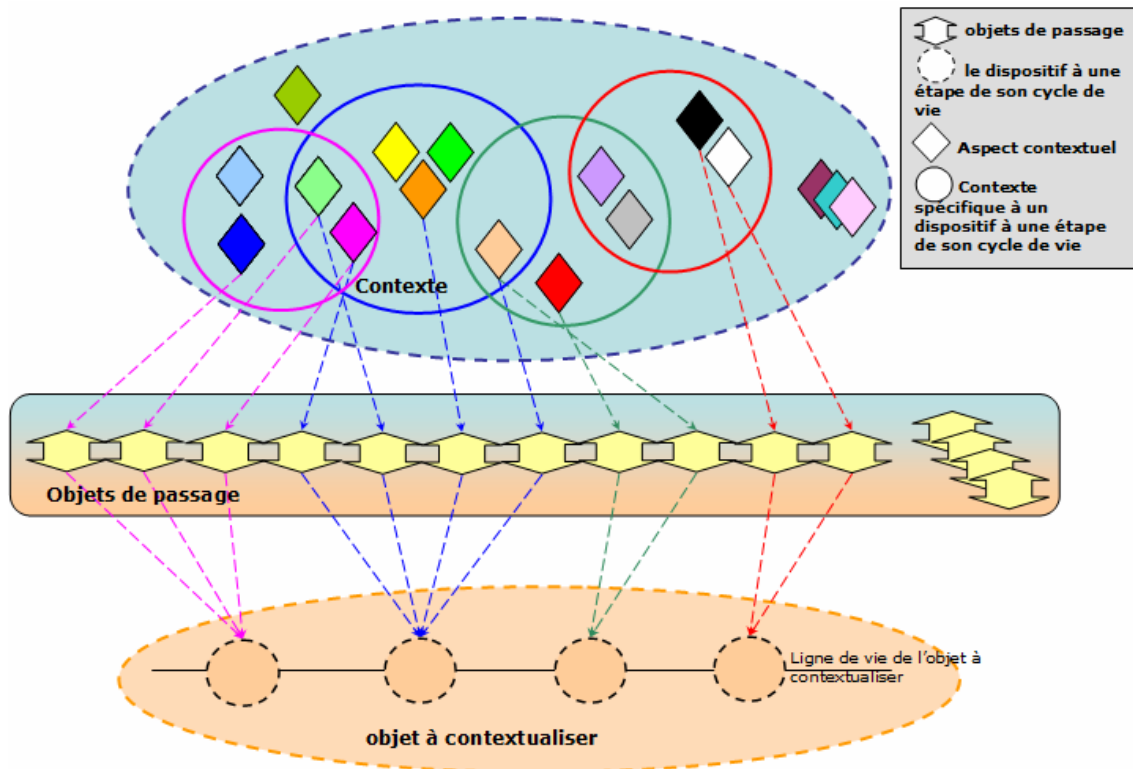 objets de passage
le dispositif à une
étape de son cycle de
vie
Aspect contextuel
Contexte
spécifique à un
dispositif à une étape
de son cycle de vie
Contexte
Objets de passage
Ligne de vie de l'objet à
contextualiser
objet à contextualiser